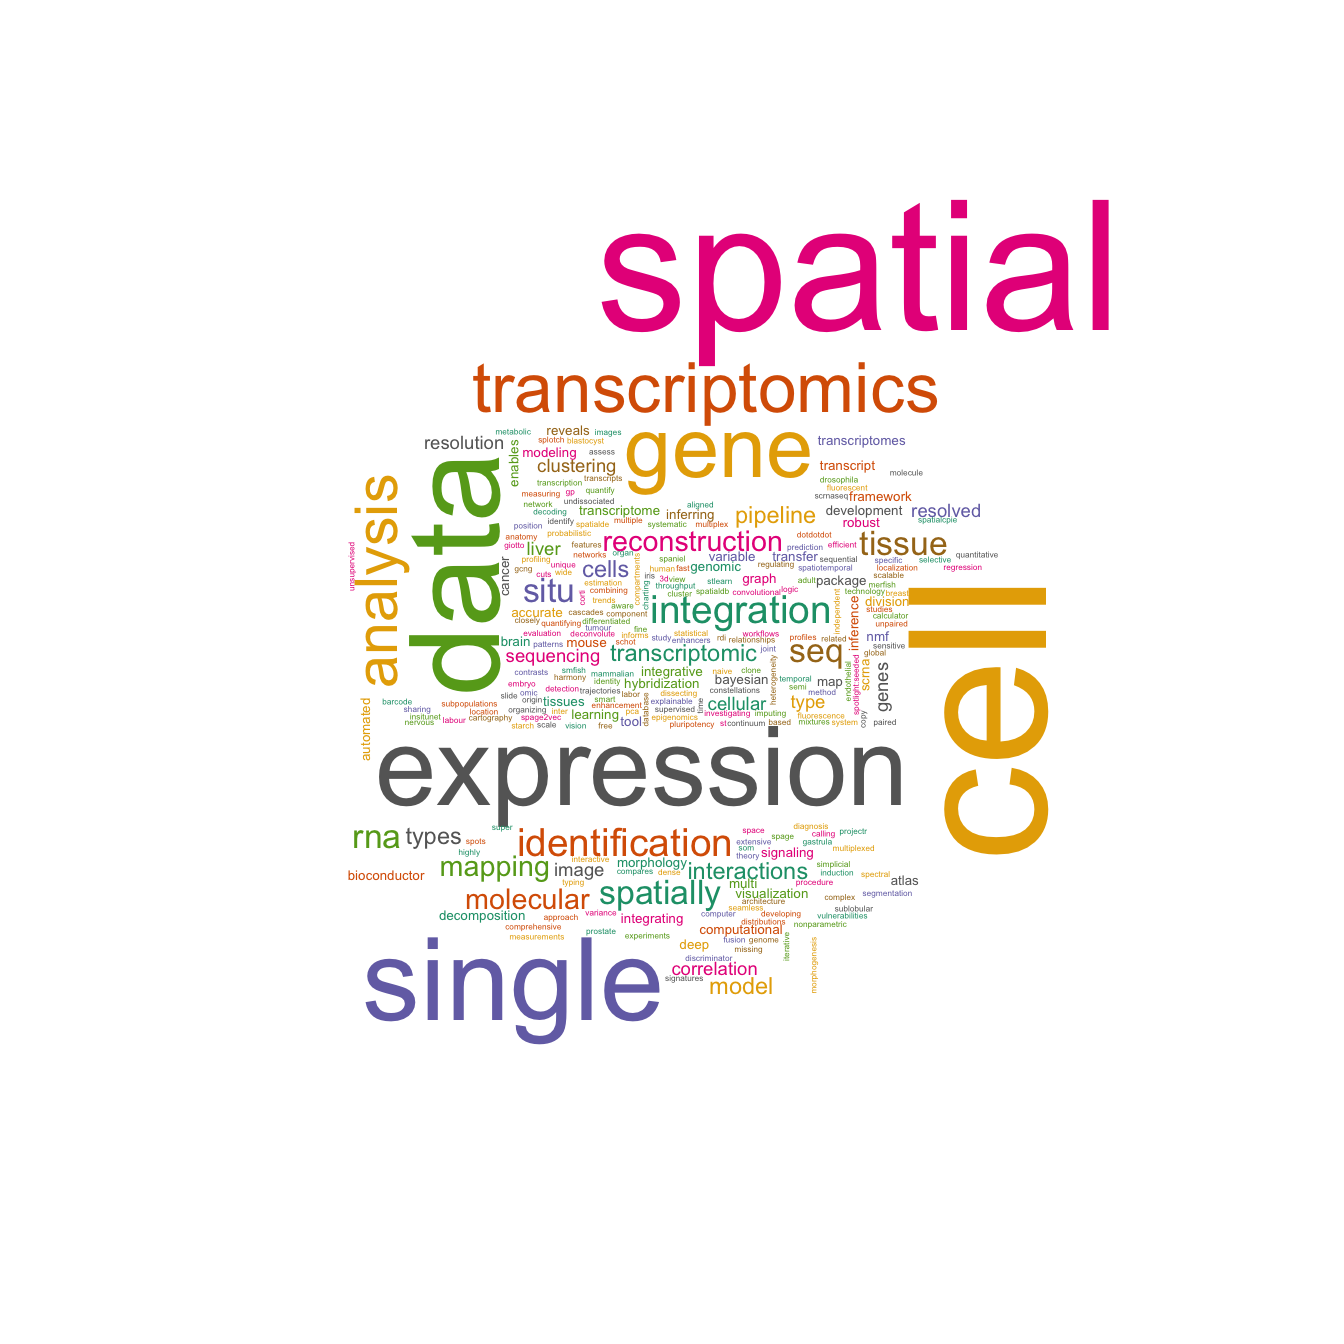 spatial
transcriptomics
metabolic
reveals
images
resolution
splotch
blastocyst
gene
transcriptomes
enables
modeling
assess
clustering
transcript
molecule
data
analysis
transcription
transcripts
drosophila
fluorescent
measuring
gp
quantify
scrnaseq
framework
network
undissociated
aligned
decoding
transcriptome
inferring
pipeline
development
resolved
position
identify
spatialde
multiple
systematic
multiplex
robust
spatialcpie
anatomy
probabilistic
dotdotdot
giotto
liver
features
reconstruction
prediction
efficient
tissue
unsupervised
networks
organ
spaniel
variable
transfer
sequential
specific
selective
quantitative
profiling
unique
cells
compartments
human
fast
genomic
regulating
spatiotemporal
localization
regression
cancer
gcng
cuts
wide
iris
3d
view
stlearn
graph
adult
package
scalable
situ
estimation
charting
throughput
merfish
combining
corti
cluster
spatialdb
convolutional
logic
technology
breast
trends
accurate
cascades
aware
component
integration
independent
inference
division
studies
closely
quantifying
differentiated
calculator
tumour
fine
unpaired
cell
evaluation
deconvolute
informs
statistical
workflows
brain
patterns
mouse
schot
study
enhancers
rdi
relationships
profiles
related
nmf
sensitive
sequencing
transcriptomic
joint
seq
global
contrasts
smfish
mammalian
integrative
naive
clone
heterogeneity
bayesian
temporal
endothelial
spotlight
seeded
scrna
genes
embryo
harmony
identity
hybridization
semi
map
detection
trajectories
dissecting
constellations
method
barcode
slide
omic
labor
subpopulations
origin
tissues
smart
explainable
cellular
type
sharing
location
organizing
enhancement
database
supervised
time
instunet
inter
pca
investigating
imputing
fluorescence
copy
paired
nervous
labour
cartography
space2vec
learning
epigenomics
starch
scale
vision
free
tool
pluripotency
stcontinuum
based
mixtures
system
automated
expression
rna
types
super
spots
identification
space
diagnosis
calling
projectr
extensive
spage
gastrula
highly
som
theory
signaling
multiplexed
interactive
morphology
simplicial
mapping
image
compares
dense
interactions
induction
spectral
bioconductor
typing
multi
procedure
atlas
molecular
spatially
visualization
complex
segmentation
architecture
sublobular
decomposition
approach
variance
integrating
seamless
computer
developing
vulnerabilities
comprehensive
distributions
nonparametric
measurements
prostate
experiments
computational
single
deep
fusion
genome
missing
iterative
morphogenesis
discriminator
correlation
signatures
model